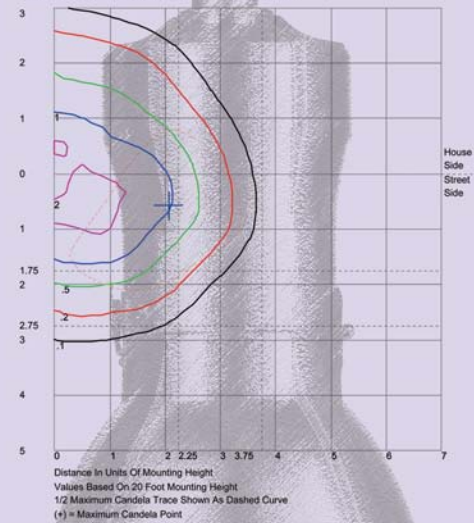 3
2
1
1
0
House
Side
Street
Side
2
1
1.75
2
.5
.2
2.75
3
.1
4
5
0 1 2 2.25 3 3.75 4 5 6 7
Distance In Units Of Mounting Height
Values Based On 20 Foot Mounting Height
1/2 Maximum Candela Trace Shown As Dashed Curve
(+) = Maximum Candela Point